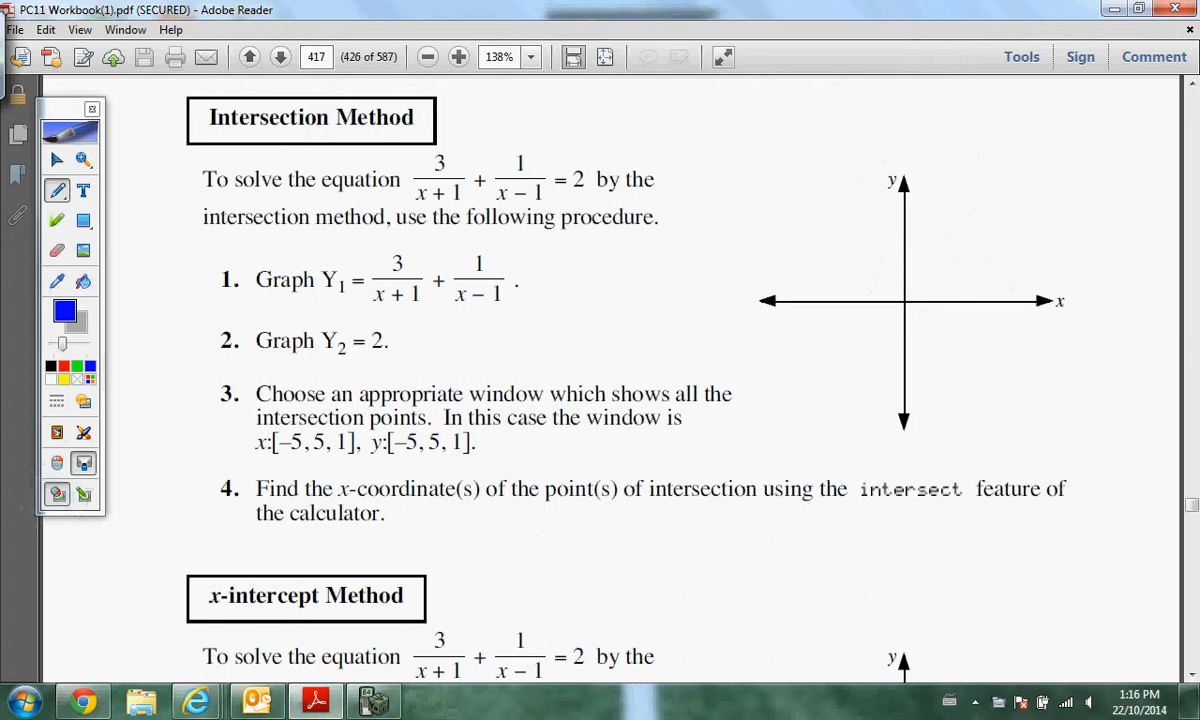 PC11 Workbook(1).pdf (SECURED) - Adobe Reader
File Edit View Window Help
417 (426 of 587) 138% Tools Sign Comment
Intersection Method
To solve the equation 3/(x + 1) + 1/(x − 1) = 2 by the
intersection method, use the following procedure.
1. Graph Y₁ = 3/(x + 1) + 1/(x − 1) .
2. Graph Y₂ = 2.
3. Choose an appropriate window which shows all the
intersection points. In this case the window is
x:[–5, 5, 1], y:[–5, 5, 1].
y
x
4. Find the x-coordinate(s) of the point(s) of intersection using the intersect feature of
the calculator.
x-intercept Method
To solve the equation 3/(x + 1) + 1/(x − 1) = 2 by the
y
T
1:16 PM
22/10/2014